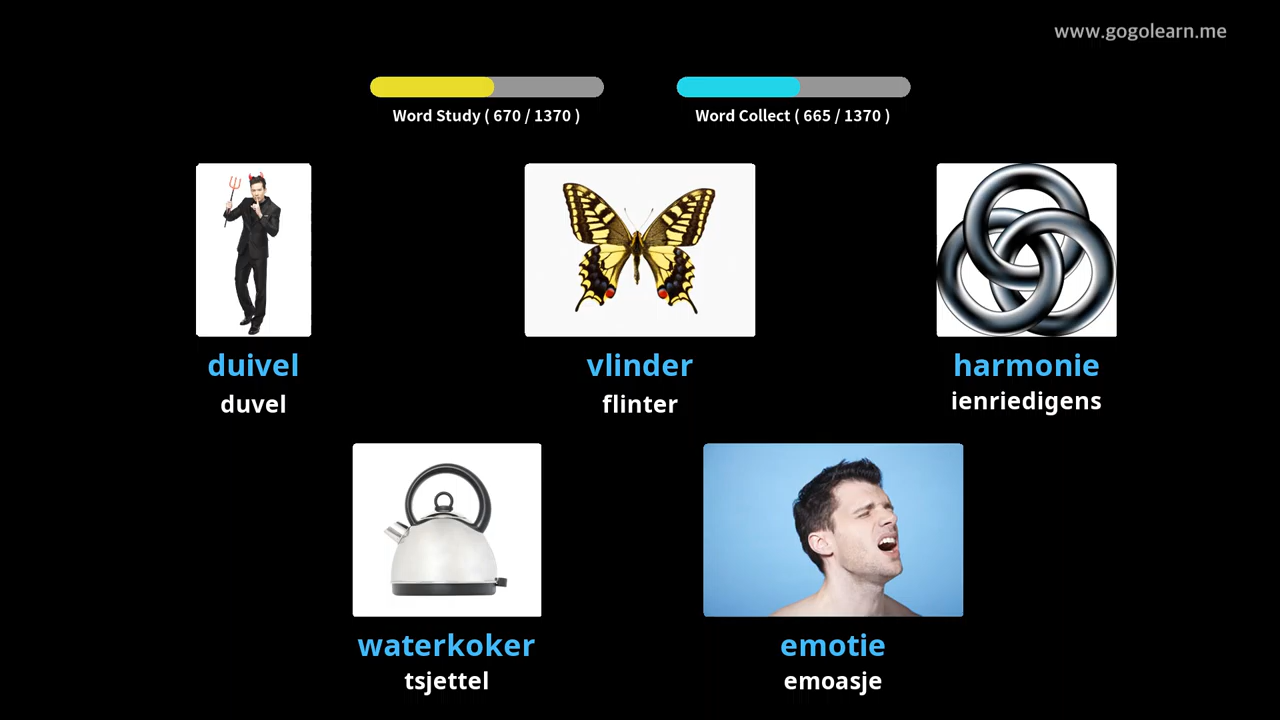 www.gogolearn.me
Word Study ( 670 / 1370 )
Word Collect ( 665 / 1370 )
duivel
duvel
vlinder
flinter
harmonie
ienriedigens
waterkoker
tsjettel
emotie
emoasje